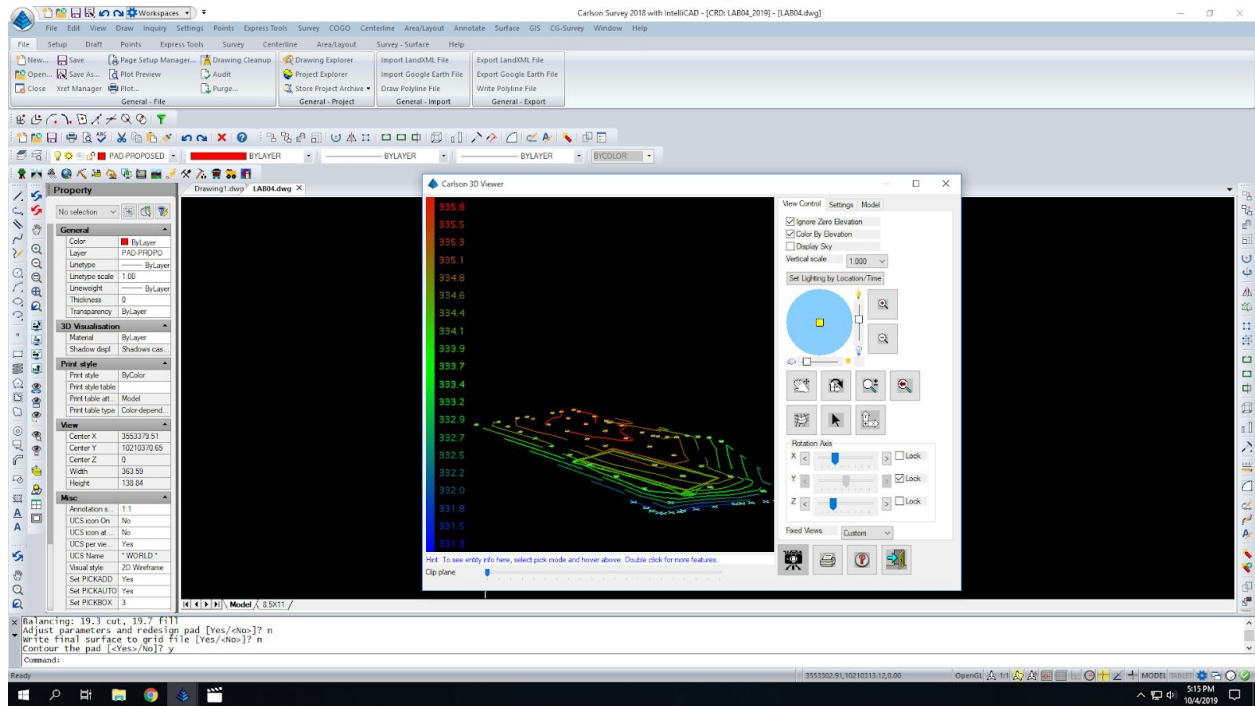 Workspaces
Carlson Survey 2018 with IntelliCAD - [CRD: LAB04_2019] - [LAB04.dwg]
File Edit View Draw Inquiry Settings Points Express Tools Survey COGO Centerline Area/Layout Annotate Surface GIS CG-Survey Window Help
File Setup Draft Points Express Tools Survey Centerline Area/Layout Survey - Surface Help
New... Save Page Setup Manager... Drawing Cleanup Drawing Explorer Import LandXML File Export LandXML File
Open... Save As... Plot Preview Audit Project Explorer Import Google Earth File Export Google Earth File
Close Xref Manager Plot... Purge... Store Project Archive Draw Polyline File Write Polyline File
General - File General - Project General - Import General - Export
PAD-PROPOSED BYLAYER BYLAYER BYLAYER BYCOLOR
Property
No selection
General
Color ByLayer
Layer PAD-PROPO
Linetype ByLayer
Linetype scale 1.00
Lineweight ByLayer
Thickness 0
Transparency ByLayer
3D Visualisation
Material ByLayer
Shadow displ Shadows cas
Print style
Print style ByColor
Print style table
Print table att... Model
Print table type Color-depend...
View
Center X 3553379.51
Center Y 10210370.65
Center Z 0
Width 363.59
Height 138.84
Misc
Annotation s... 1:1
UCS icon On No
UCS icon at ... No
UCS per vie... Yes
UCS Name "WORLD"
Visual style 2D Wireframe
Set PICKADD Yes
Set PICKAUTO Yes
Set PICKBOX 3
Drawing1.dwg LAB04.dwg
Carlson 3D Viewer
335.8
335.5
335.3
335.1
334.8
334.6
334.4
334.1
333.9
333.7
333.4
333.2
332.9
332.7
332.5
332.2
332.0
331.8
331.5
331.3
View Control Settings Model
Ignore Zero Elevation
Color By Elevation
Display Sky
Vertical scale 1.000
Set Lighting by Location/Time
Rotation Axis
X < > Lock
Y < > Lock
Z < > Lock
Fixed Views Custom
Hint: To see entity info here, select pick mode and hover above. Double click for more features.
Clip plane
Model 8.5X11
Balancing: 19.3 cut, 19.7 fill
Adjust parameters and redesign pad [Yes/<No>]? n
Write final surface to grid file [Yes/<No>]? n
Contour the pad [<Yes>/No]? y
Command:
Ready
3553302.91,10210313.12,0.00 OpenGL 1:1 MODEL TABLET
5:15 PM
10/4/2019